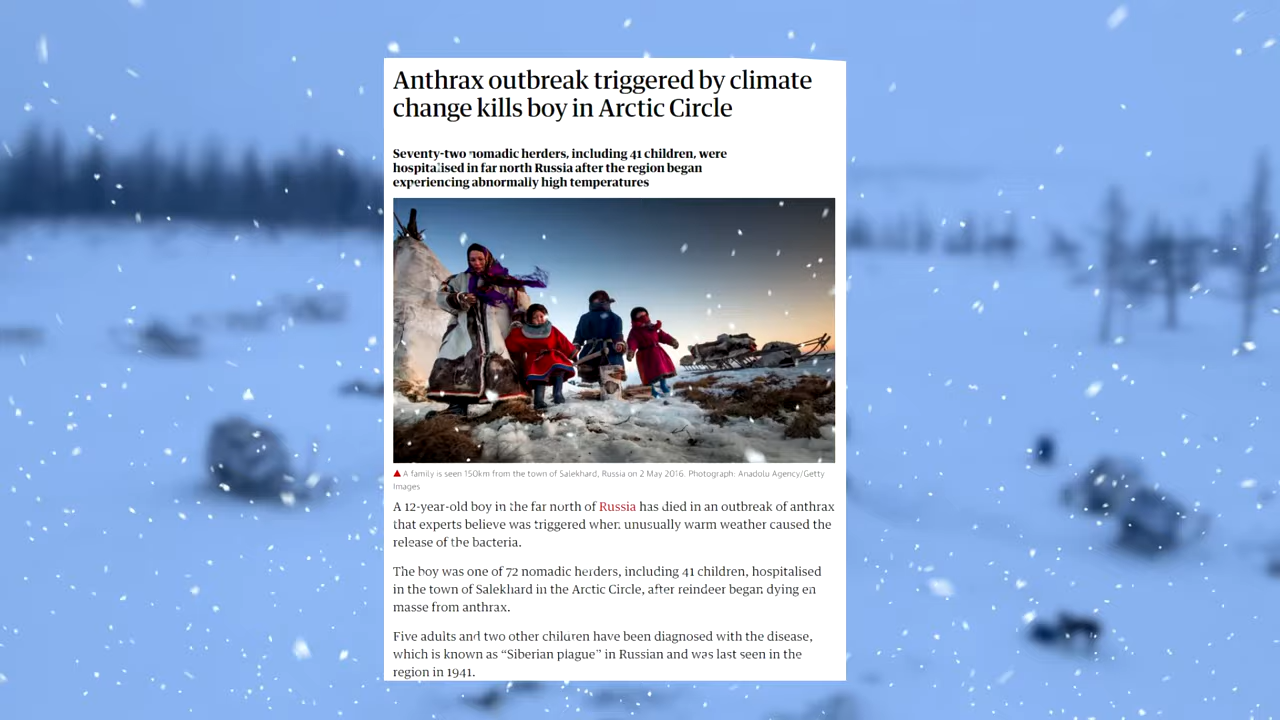 Anthrax outbreak triggered by climate
change kills boy in Arctic Circle
Seventy-two nomadic herders, including 41 children, were
hospitalised in far north Russia after the region began
experiencing abnormally high temperatures
A family is seen 150km from the town of Salekhard, Russia on 2 May 2016. Photograph: Anadolu Agency/Getty
Images
A 12-year-old boy in the far north of Russia has died in an outbreak of anthrax
that experts believe was triggered when unusually warm weather caused the
release of the bacteria.
The boy was one of 72 nomadic herders, including 41 children, hospitalised
in the town of Salekhard in the Arctic Circle, after reindeer began dying en
masse from anthrax.
Five adults and two other children have been diagnosed with the disease,
which is known as “Siberian plague” in Russian and was last seen in the
region in 1941.